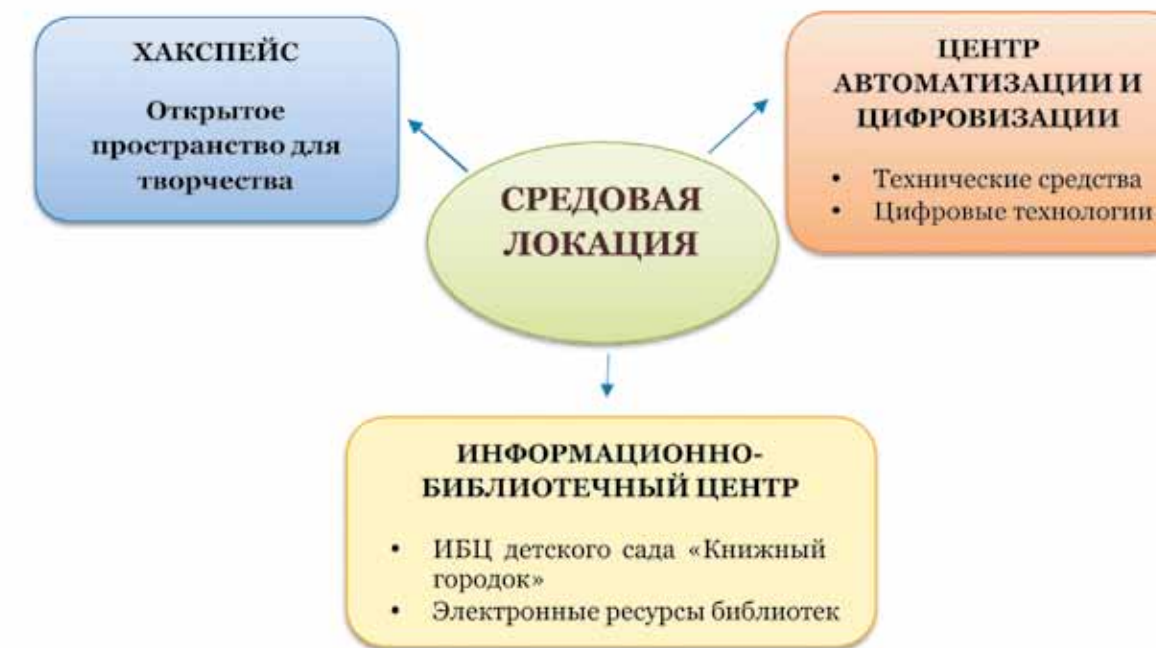 ХАКСПЕЙС
Открытое
пространство для
творчества
ЦЕНТР
АВТОМАТИЗАЦИИ И
ЦИФРОВИЗАЦИИ
• Технические средства
• Цифровые технологии
СРЕДОВАЯ
ЛОКАЦИЯ
ИНФОРМАЦИОННО-
БИБЛИОТЕЧНЫЙ ЦЕНТР
• ИБЦ детского сада «Книжный
городок»
• Электронные ресурсы библиотек